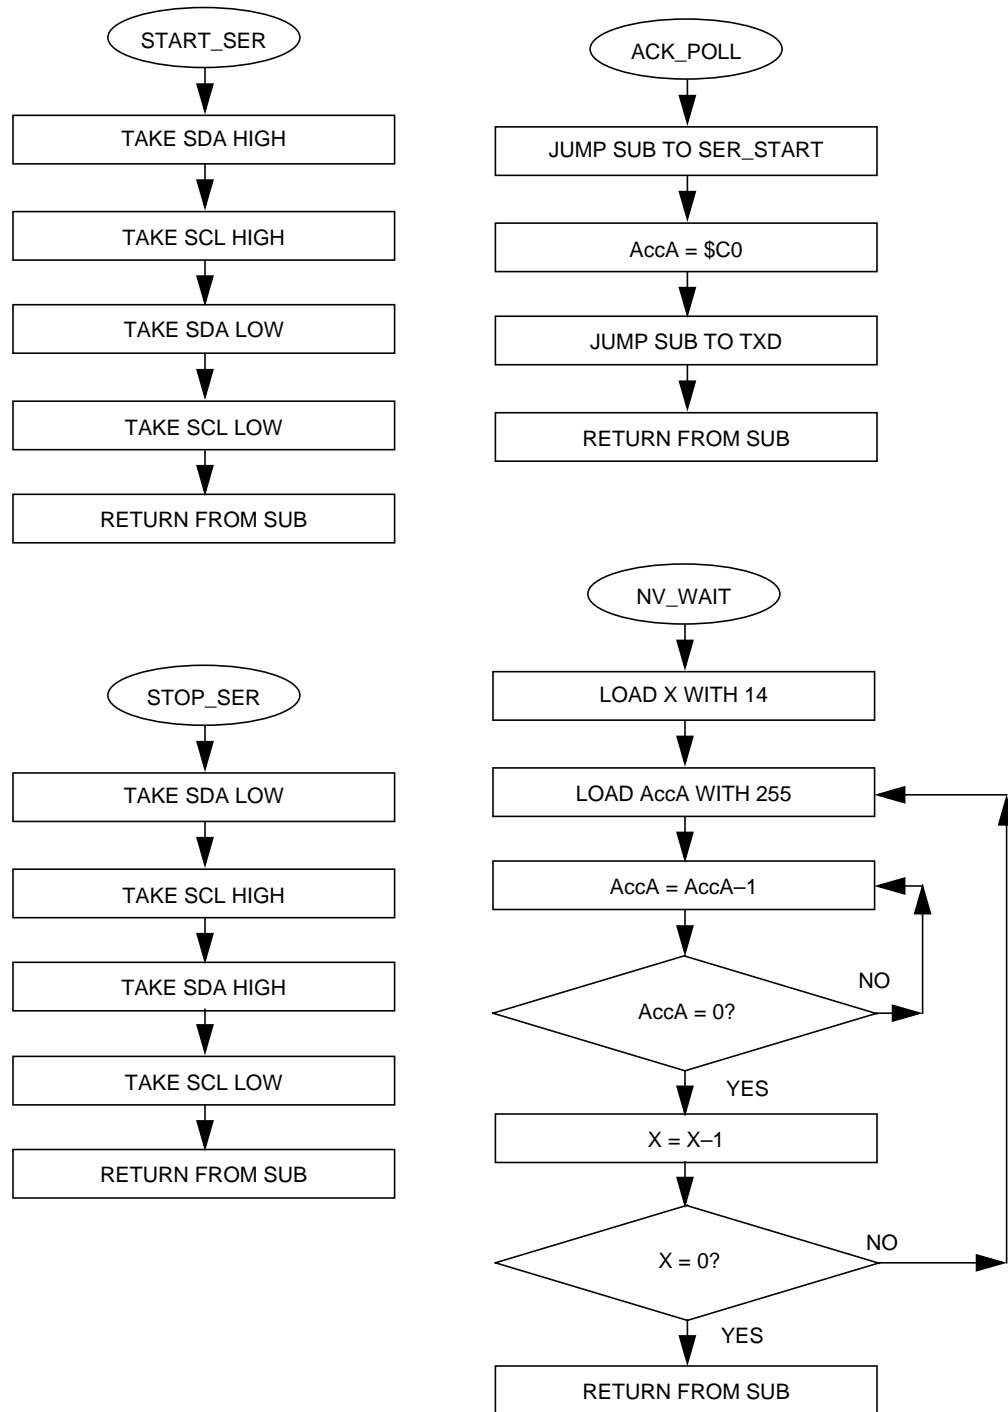 START_SER
TAKE SDA HIGH
TAKE SCL HIGH
TAKE SDA LOW
TAKE SCL LOW
RETURN FROM SUB
ACK_POLL
JUMP SUB TO SER_START
AccA = $C0
JUMP SUB TO TXD
RETURN FROM SUB
STOP_SER
TAKE SDA LOW
TAKE SCL HIGH
TAKE SDA HIGH
TAKE SCL LOW
RETURN FROM SUB
NV_WAIT
LOAD X WITH 14
LOAD AccA WITH 255
AccA = AccA–1
AccA = 0?
NO
YES
X = X–1
X = 0?
NO
YES
RETURN FROM SUB